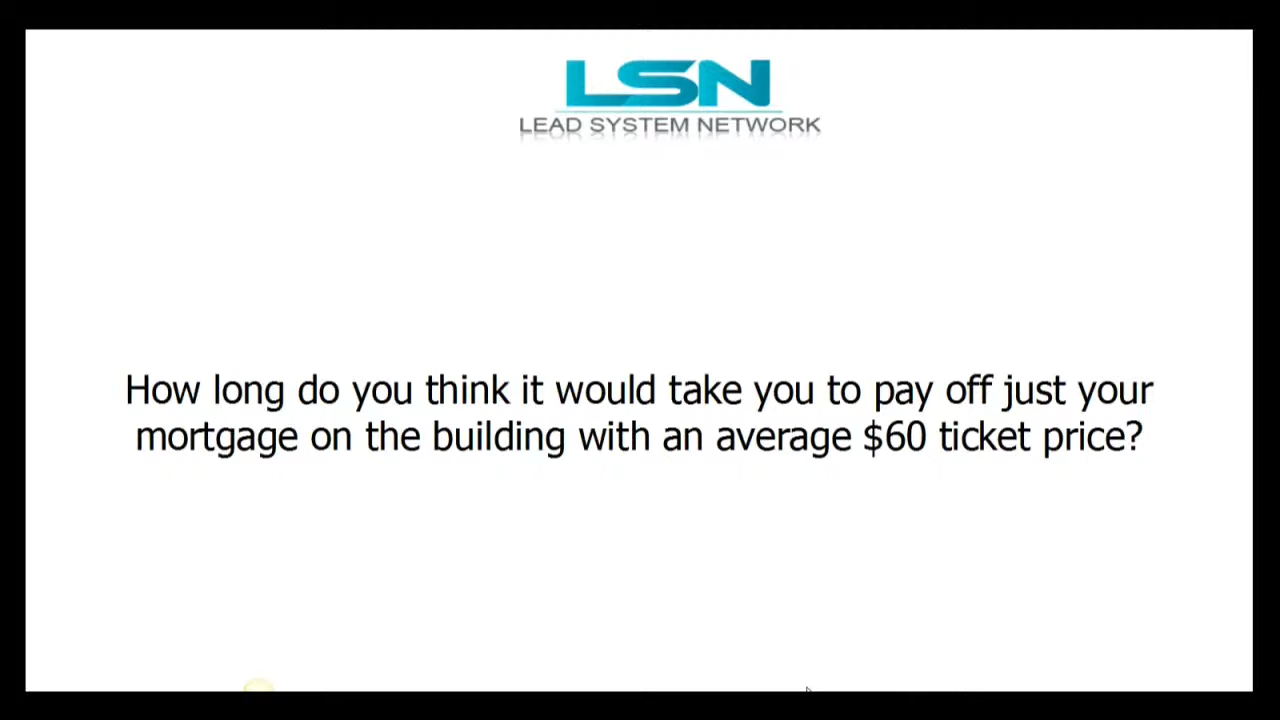 LSN
LEAD SYSTEM NETWORK
How long do you think it would take you to pay off just your
mortgage on the building with an average $60 ticket price?